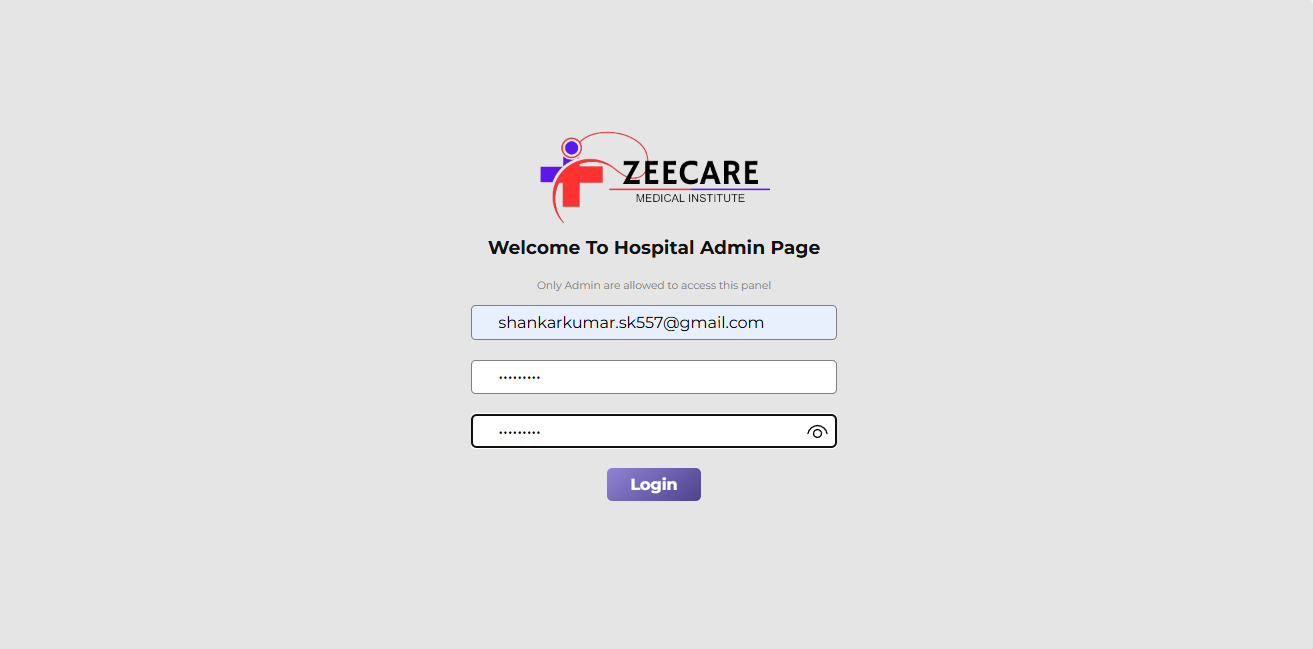 ZEECARE
MEDICAL INSTITUTE
Welcome To Hospital Admin Page
Only Admin are allowed to access this panel
shankarkumar.sk557@gmail.com
•••••••••
•••••••••
Login